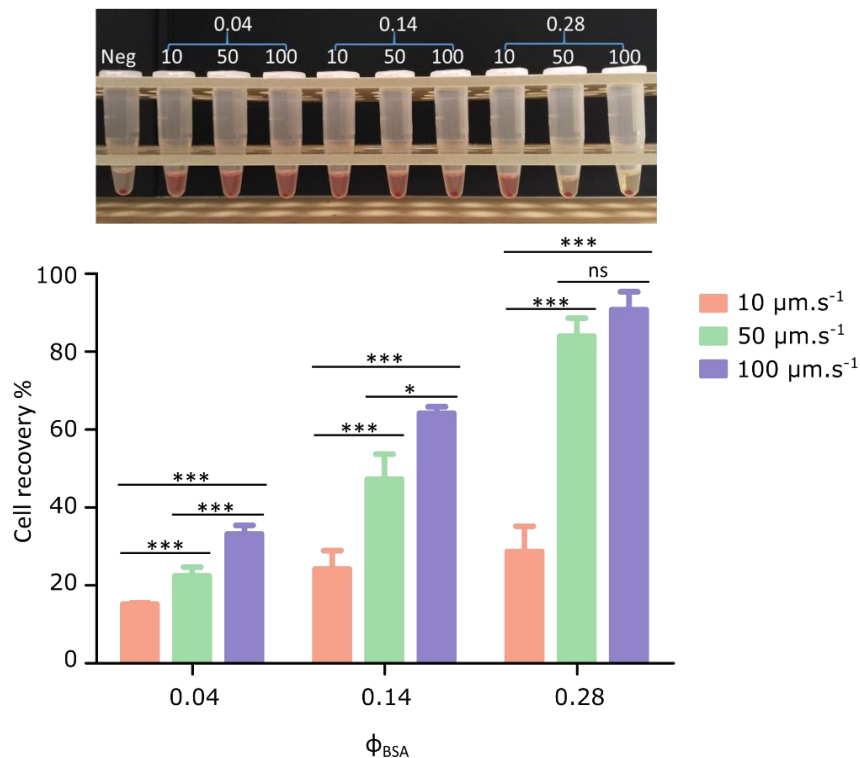 0.04 0.14 0.28
Neg 10 50 100 10 50 100 10 50 100
Cell recovery %
100
80
60
40
20
0
***
***
***
***
*
***
***
ns
***
10 µm.s⁻¹
50 µm.s⁻¹
100 µm.s⁻¹
0.04 0.14 0.28
ϕBSA